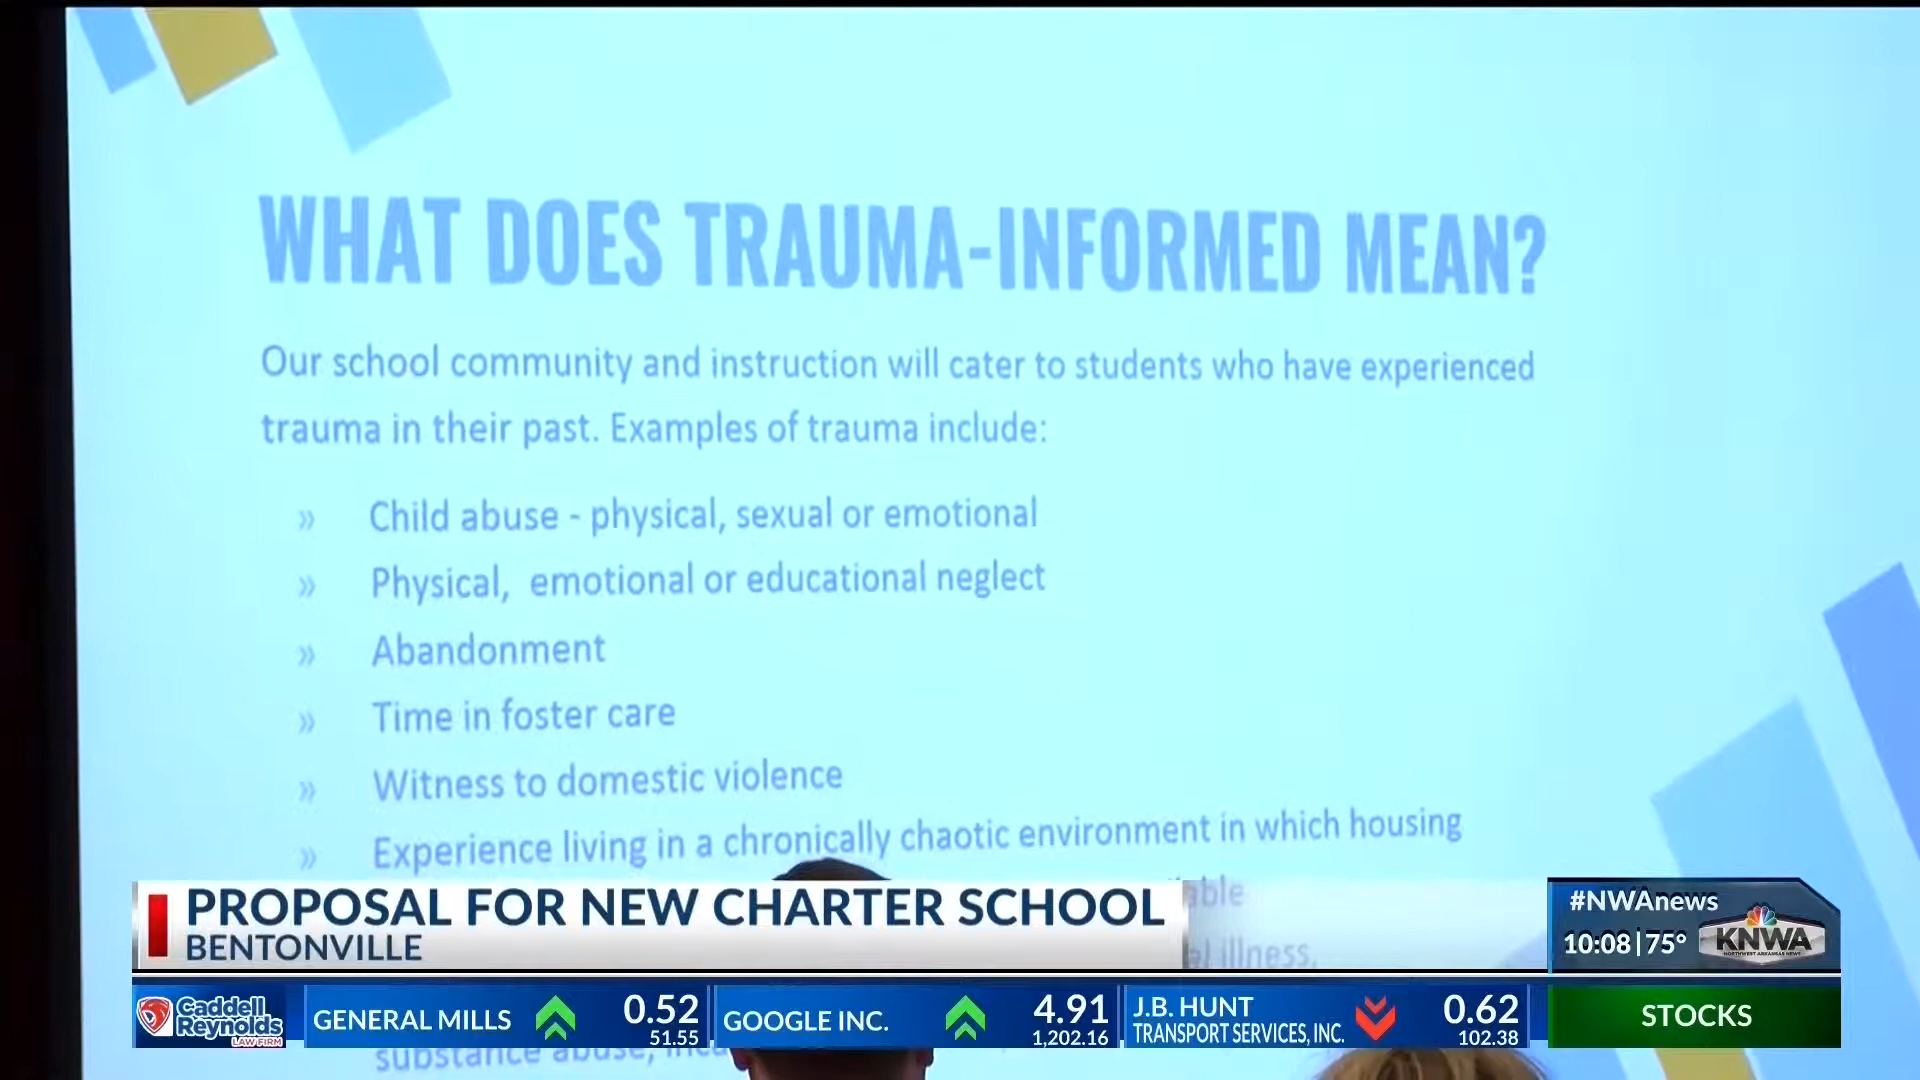 WHAT DOES TRAUMA-INFORMED MEAN?
Our school community and instruction will cater to students who have experienced
trauma in their past. Examples of trauma include:
» Child abuse - physical, sexual or emotional
» Physical, emotional or educational neglect
» Abandonment
» Time in foster care
» Witness to domestic violence
» Experience living in a chronically chaotic environment in which housing
illness,
substance abuse,
PROPOSAL FOR NEW CHARTER SCHOOL
BENTONVILLE
#NWAnews
10:08 | 75°
KNWA
NORTHWEST ARKANSAS NEWS
Caddell
Reynolds
LAW FIRM
GENERAL MILLS 0.52
51.55
GOOGLE INC. 4.91
1,202.16
J.B. HUNT
TRANSPORT SERVICES, INC. 0.62
102.38
STOCKS